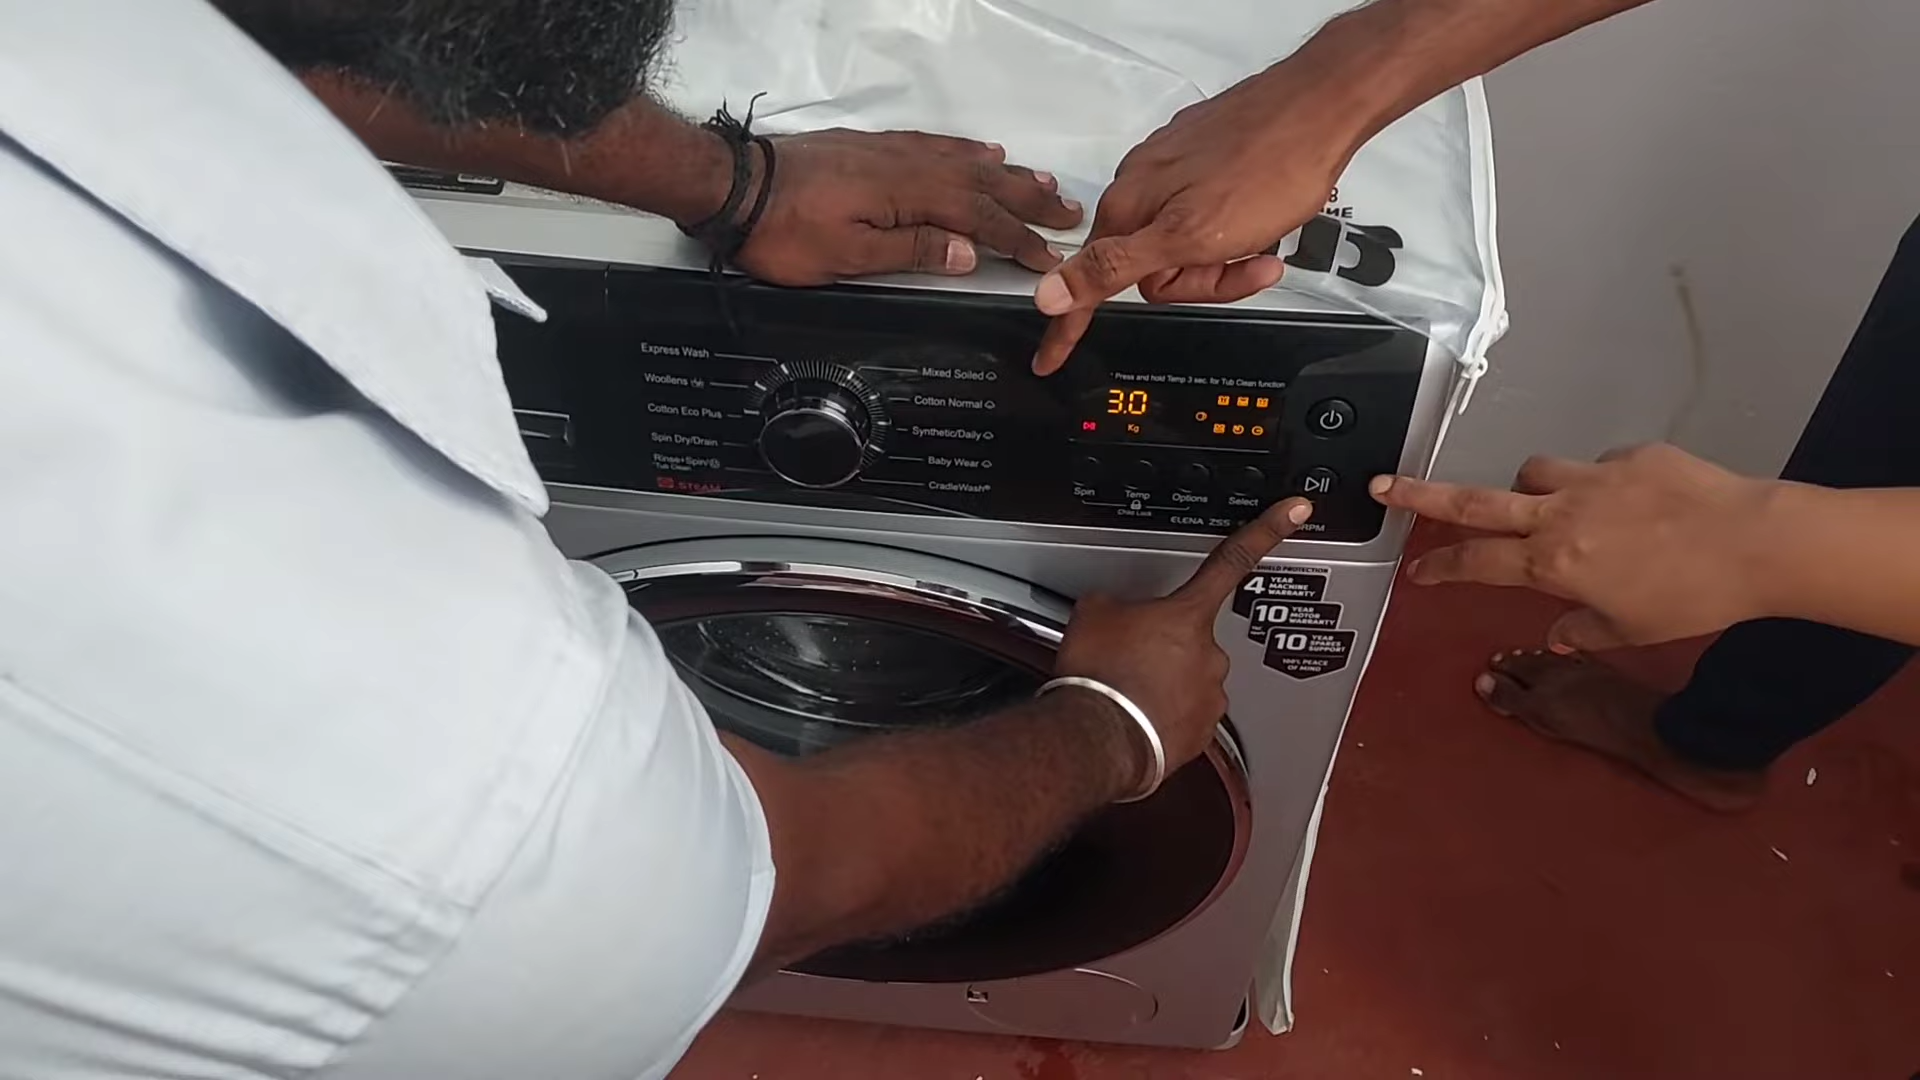 Express Wash
Woollens
Cotton Eco Plus
Spin Dry/Drain
Rinse+Spin/
*Tub Clean
STEAM
Mixed Soiled
Cotton Normal
Synthetic/Daily
Baby Wear
CradleWash®
* Press and hold Temp 3 sec. for Tub Clean function
3.0
Kg
Spin
Temp
Options
Select
Child Lock
ELENA ZSS
RPM
SHIELD PROTECTION
4 YEAR MACHINE WARRANTY
10 YEAR MOTOR WARRANTY
10 YEAR SPARES SUPPORT
100% PEACE OF MIND